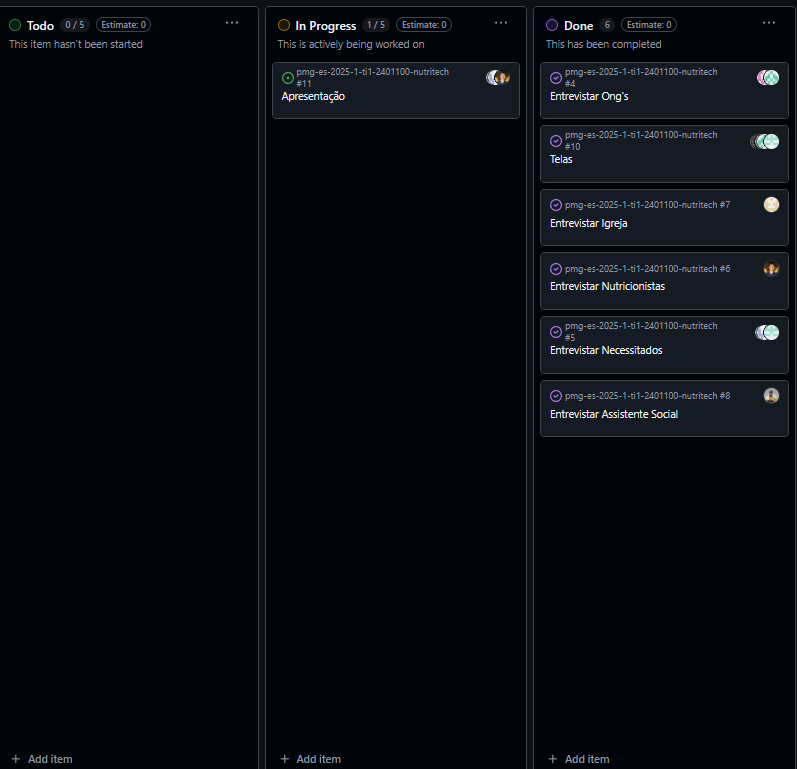 Todo 0 / 5 Estimate: 0 ...
This item hasn't been started
+ Add item
In Progress 1 / 5 Estimate: 0 ...
This is actively being worked on
pmg-es-2025-1-ti1-2401100-nutritech
#11
Apresentação
+ Add item
Done 6 Estimate: 0 ...
This has been completed
pmg-es-2025-1-ti1-2401100-nutritech
#4
Entrevistar Ong's
pmg-es-2025-1-ti1-2401100-nutritech
#10
Telas
pmg-es-2025-1-ti1-2401100-nutritech #7
Entrevistar Igreja
pmg-es-2025-1-ti1-2401100-nutritech #6
Entrevistar Nutricionistas
pmg-es-2025-1-ti1-2401100-nutritech
#5
Entrevistar Necessitados
pmg-es-2025-1-ti1-2401100-nutritech #8
Entrevistar Assistente Social
+ Add item